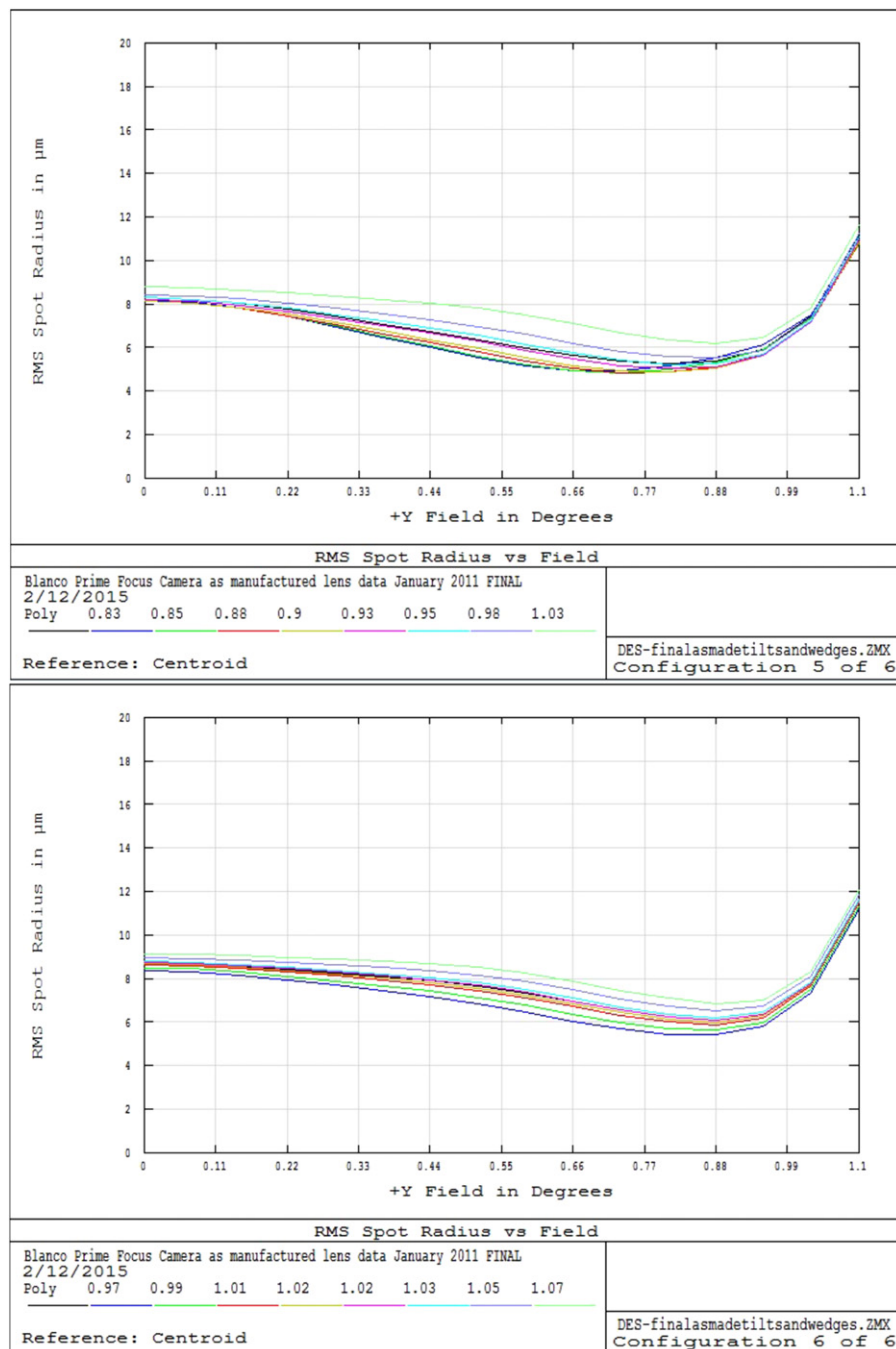 20
18
16
14
12
10
8
6
4
2
0
RMS Spot Radius in µm
0 0.11 0.22 0.33 0.44 0.55 0.66 0.77 0.88 0.99 1.1
+Y Field in Degrees
RMS Spot Radius vs Field
Blanco Prime Focus Camera as manufactured lens data January 2011 FINAL
2/12/2015
Poly 0.83 0.85 0.88 0.9 0.93 0.95 0.98 1.03
Reference: Centroid
DES-finalasmadetiltsandwedges.ZMX
Configuration 5 of 6
20
18
16
14
12
10
8
6
4
2
0
RMS Spot Radius in µm
0 0.11 0.22 0.33 0.44 0.55 0.66 0.77 0.88 0.99 1.1
+Y Field in Degrees
RMS Spot Radius vs Field
Blanco Prime Focus Camera as manufactured lens data January 2011 FINAL
2/12/2015
Poly 0.97 0.99 1.01 1.02 1.02 1.03 1.05 1.07
Reference: Centroid
DES-finalasmadetiltsandwedges.ZMX
Configuration 6 of 6